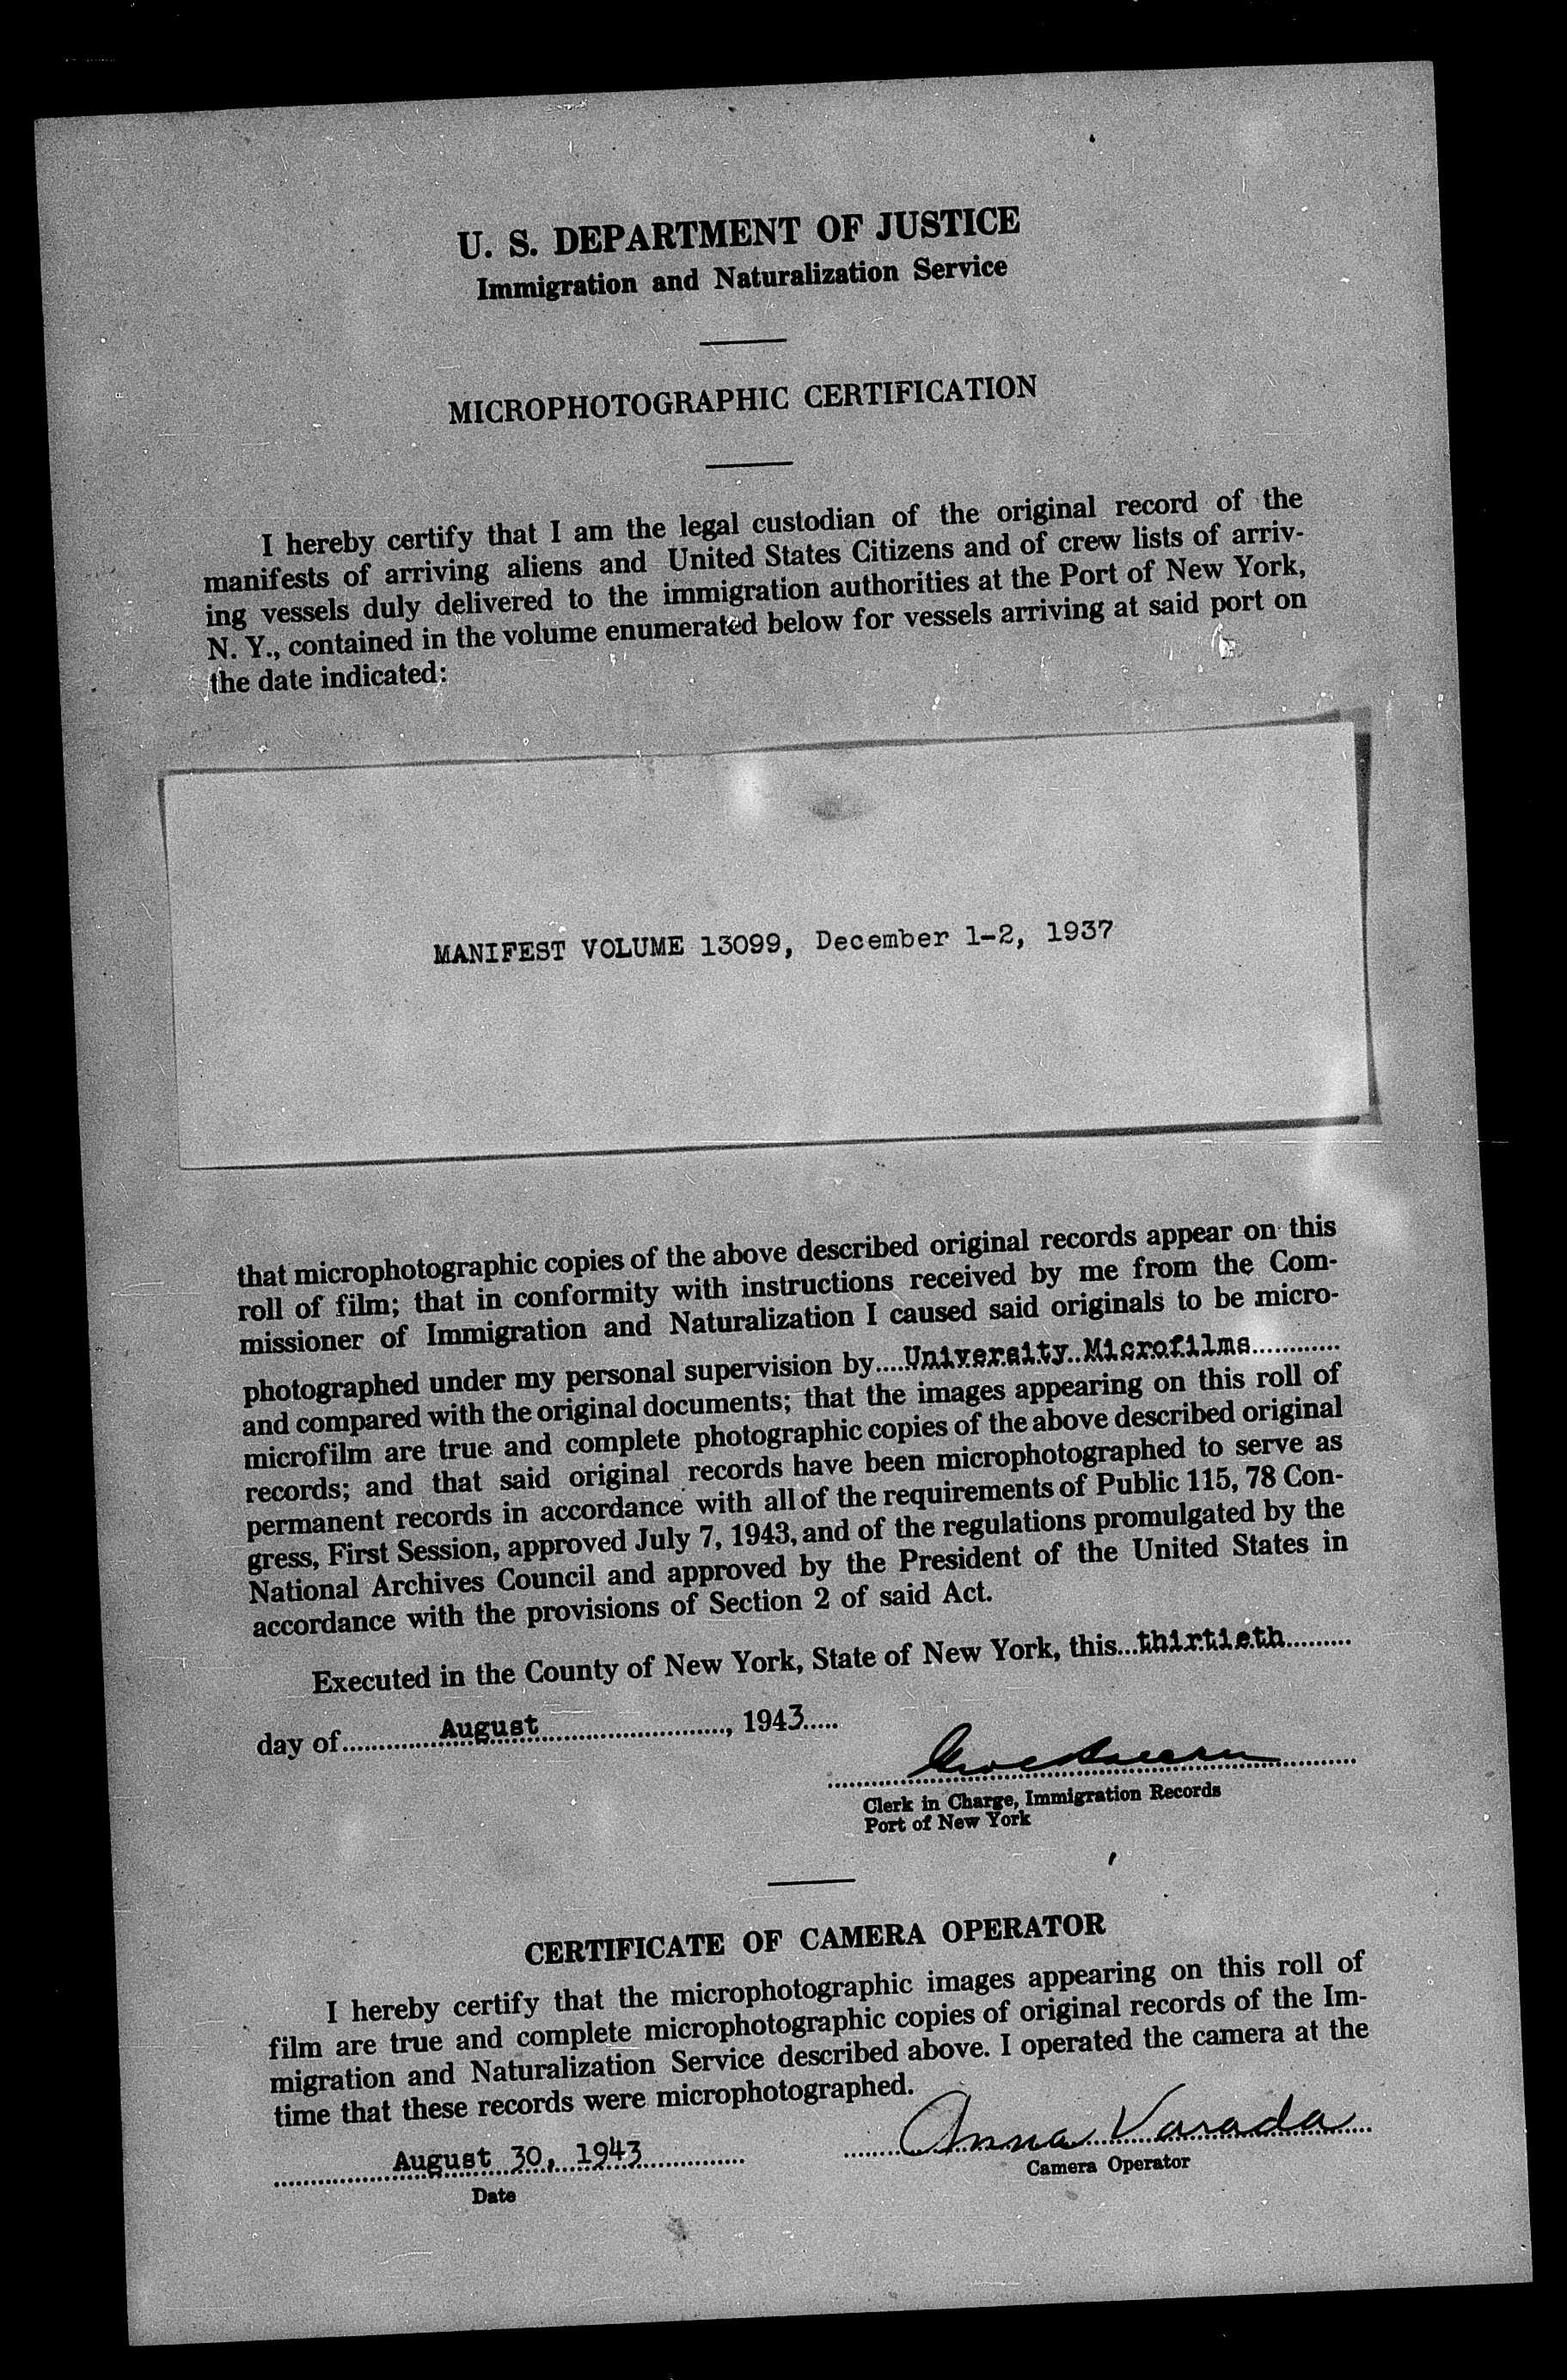 U. S. DEPARTMENT OF JUSTICE
Immigration and Naturalization Service
MICROPHOTOGRAPHIC CERTIFICATION
I hereby certify that I am the legal custodian of the original record of the
manifests of arriving aliens and United States Citizens and of crew lists of arriv-
ing vessels duly delivered to the immigration authorities at the Port of New York,
N. Y., contained in the volume enumerated below for vessels arriving at said port on
the date indicated:
MANIFEST VOLUME 13099, December 1-2, 1937
that microphotographic copies of the above described original records appear on this
roll of film; that in conformity with instructions received by me from the Com-
missioner of Immigration and Naturalization I caused said originals to be micro-
photographed under my personal supervision by....University Microfilms............
and compared with the original documents; that the images appearing on this roll of
microfilm are true and complete photographic copies of the above described original
records; and that said original records have been microphotographed to serve as
permanent records in accordance with all of the requirements of Public 115, 78 Con-
gress, First Session, approved July 7, 1943, and of the regulations promulgated by the
National Archives Council and approved by the President of the United States in
accordance with the provisions of Section 2 of said Act.
Executed in the County of New York, State of New York, this...thirtieth.........
day of..............August.........................., 1943.....
Clerk in Charge, Immigration Records
Port of New York
CERTIFICATE OF CAMERA OPERATOR
I hereby certify that the microphotographic images appearing on this roll of
film are true and complete microphotographic copies of original records of the Im-
migration and Naturalization Service described above. I operated the camera at the
time that these records were microphotographed.
August 30, 1943
Anna Varada
Date
Camera Operator